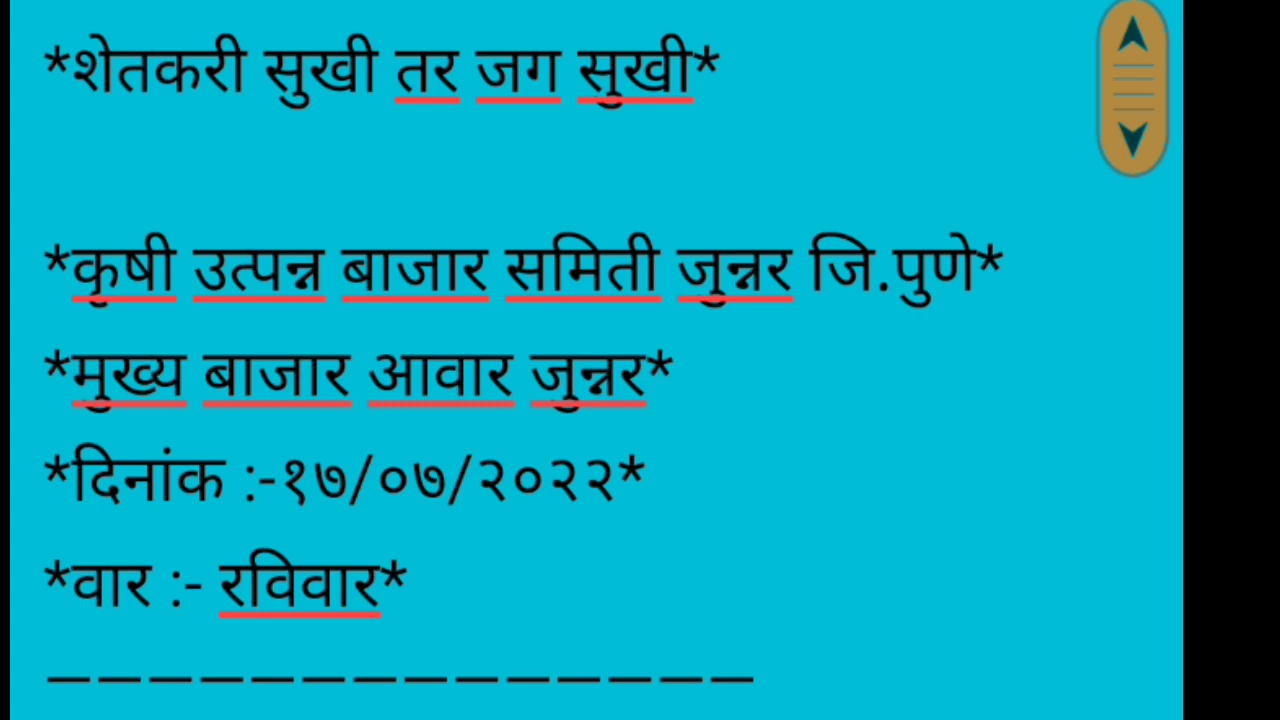 *शेतकरी सुखी तर जग सुखी*
*कृषी उत्पन्न बाजार समिती जुन्नर जि.पुणे*
*मुख्य बाजार आवार जुन्नर*
*दिनांक :-१७/०७/२०२२*
*वार :- रविवार*
——————————————